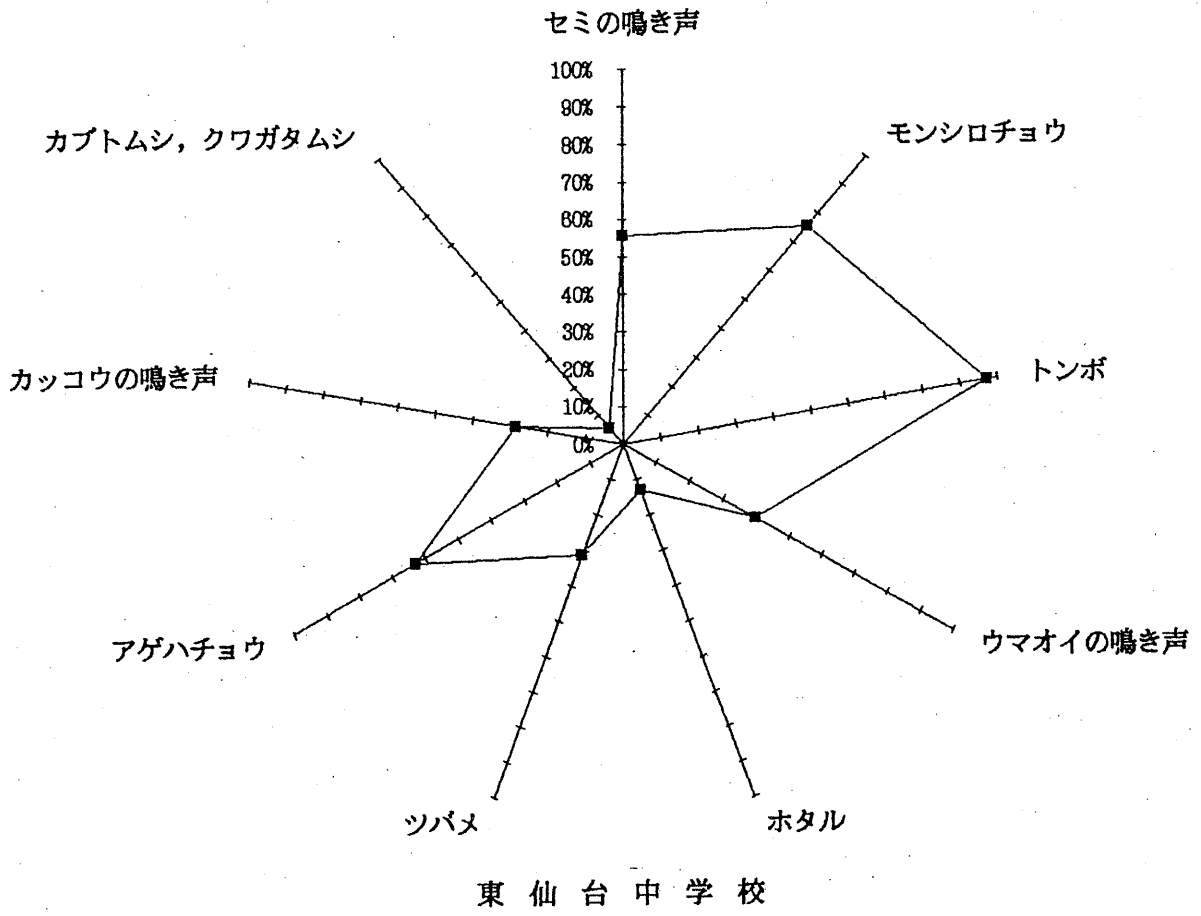 セミの鳴き声
100%
90%
80%
70%
60%
50%
40%
30%
20%
10%
0%
モンシロチョウ
トンボ
ウマオイの鳴き声
ホタル
ツバメ
アゲハチョウ
カッコウの鳴き声
カブトムシ，クワガタムシ
東仙台中学校